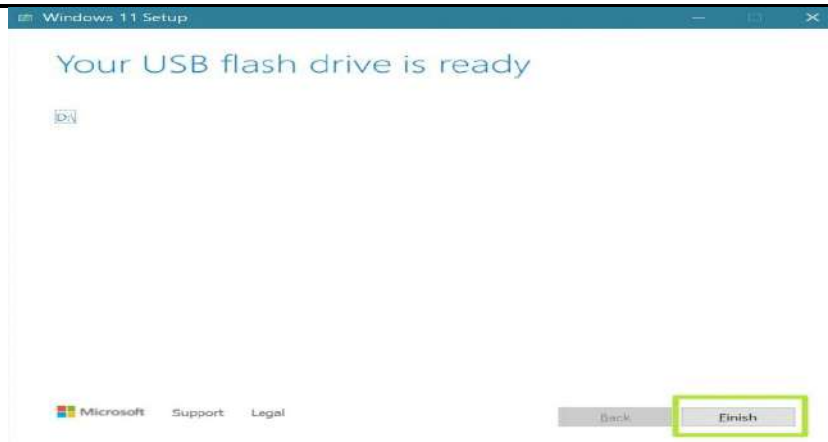 Windows 11 Setup
Your USB flash drive is ready
D:\
Microsoft Support Legal Back Finish